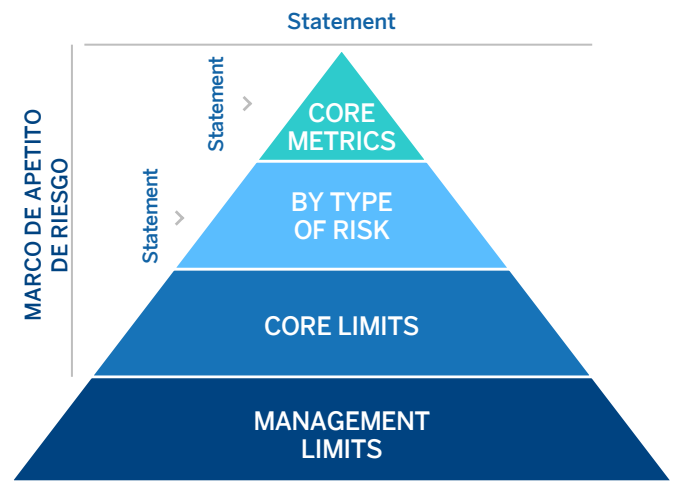 Statement
Statement
CORE
METRICS
MARCO DE APETITO
DE RIESGO
Statement
BY TYPE
OF RISK
CORE LIMITS
MANAGEMENT
LIMITS